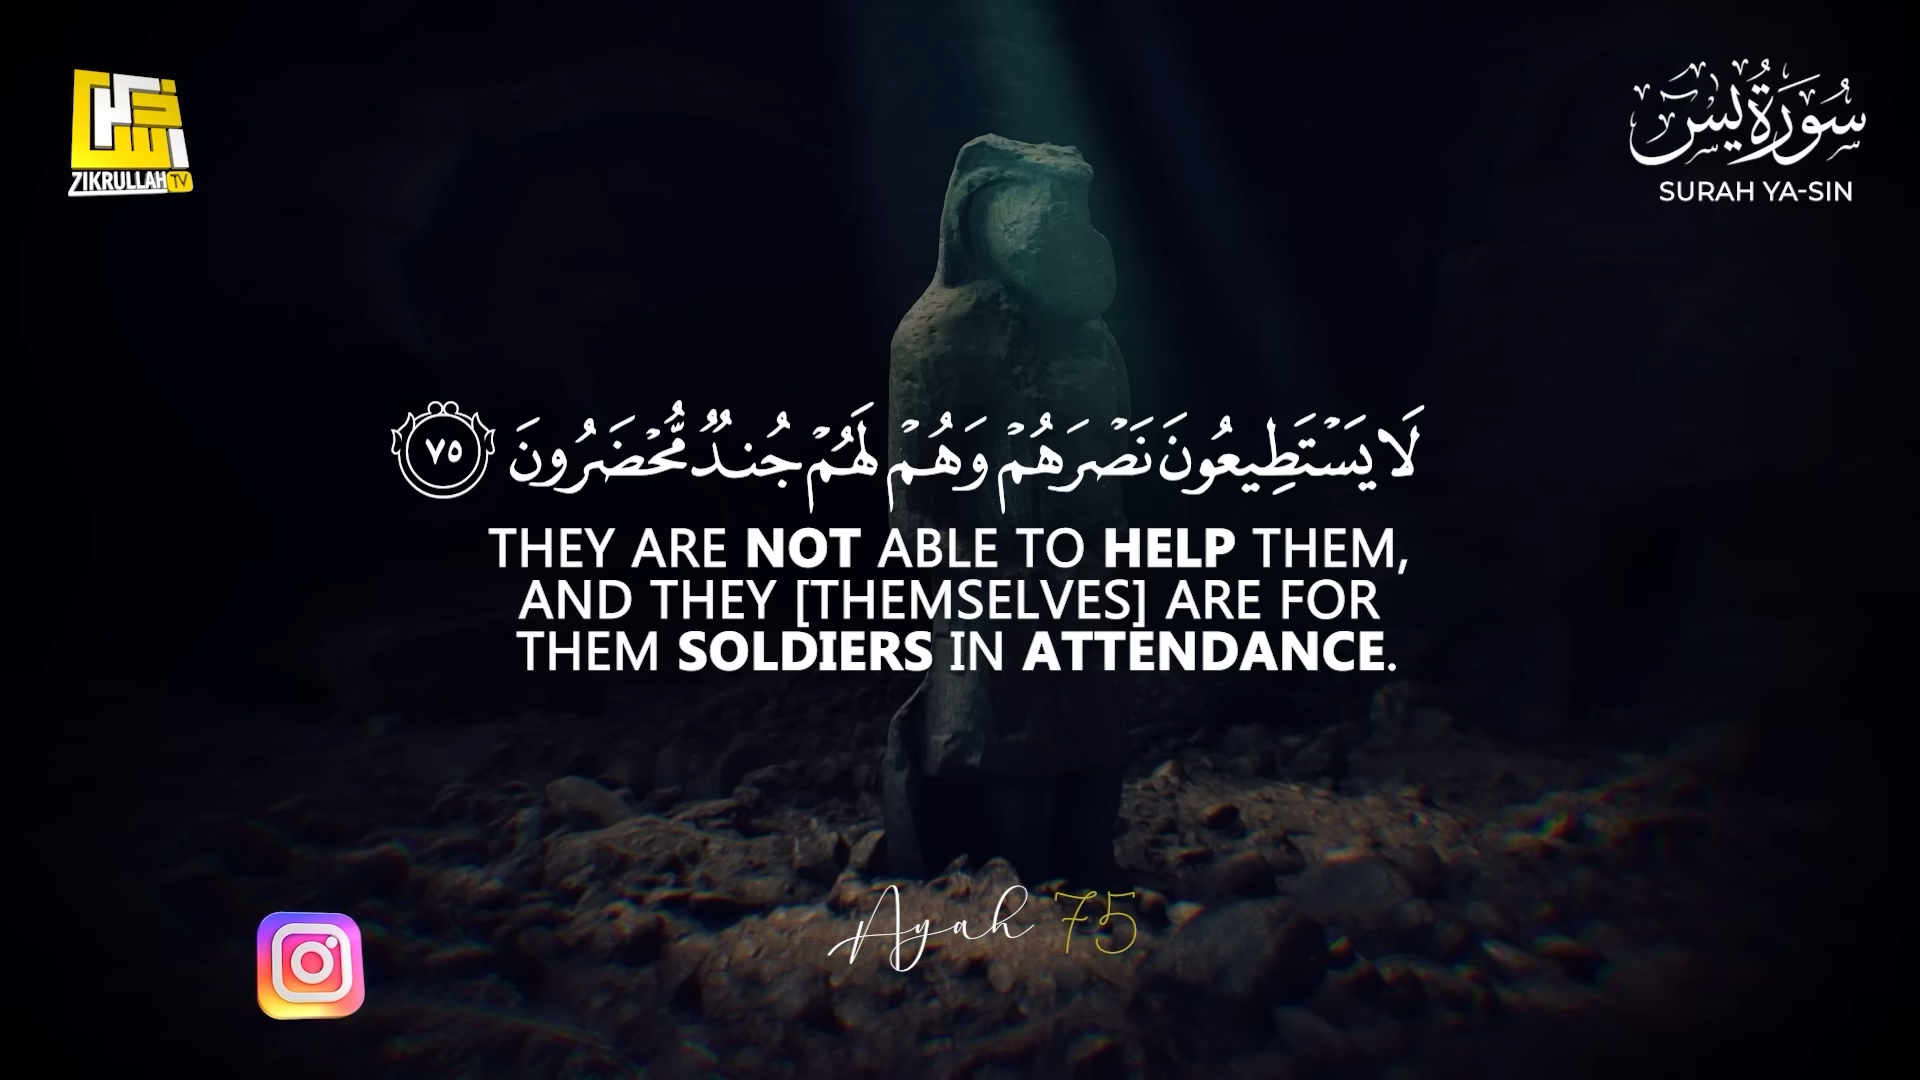 ZIKRULLAH TV
سُورَةُ يسٓ
SURAH YA-SIN
لَا يَسْتَطِيعُونَ نَصْرَهُمْ وَهُمْ لَهُمْ جُندٌ مُّحْضَرُونَ ٧٥
THEY ARE NOT ABLE TO HELP THEM,
AND THEY [THEMSELVES] ARE FOR
THEM SOLDIERS IN ATTENDANCE.
Ayah 75